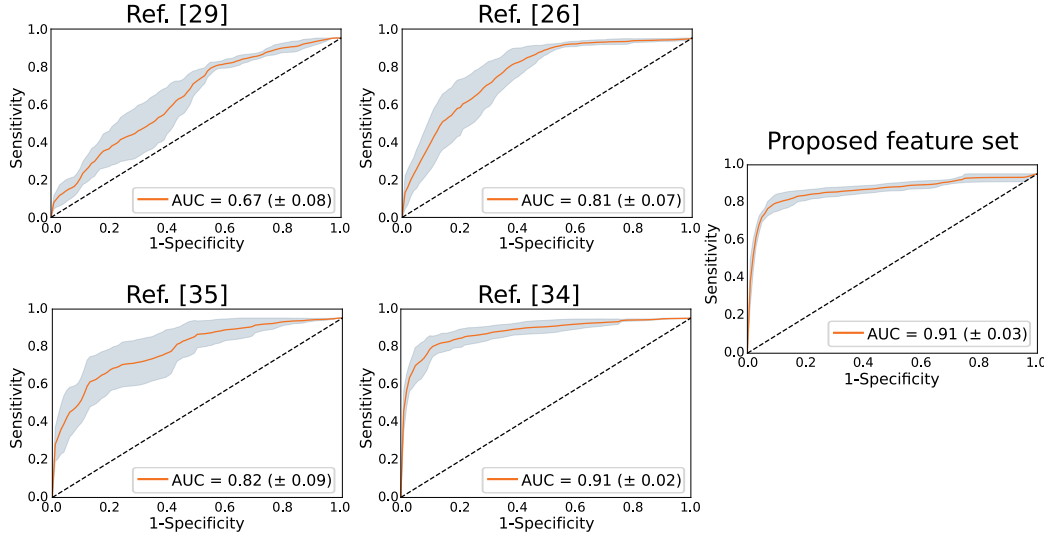 Ref. [29]
1.0
0.8
0.6
0.4
0.2
0.0
Sensitivity
AUC = 0.67 (± 0.08)
0.0 0.2 0.4 0.6 0.8 1.0
1-Specificity
Ref. [26]
1.0
0.8
0.6
0.4
0.2
0.0
Sensitivity
AUC = 0.81 (± 0.07)
0.0 0.2 0.4 0.6 0.8 1.0
1-Specificity
Proposed feature set
1.0
0.8
0.6
0.4
0.2
0.0
Sensitivity
AUC = 0.91 (± 0.03)
0.0 0.2 0.4 0.6 0.8 1.0
1-Specificity
Ref. [35]
1.0
0.8
0.6
0.4
0.2
0.0
Sensitivity
AUC = 0.82 (± 0.09)
0.0 0.2 0.4 0.6 0.8 1.0
1-Specificity
Ref. [34]
1.0
0.8
0.6
0.4
0.2
0.0
Sensitivity
AUC = 0.91 (± 0.02)
0.0 0.2 0.4 0.6 0.8 1.0
1-Specificity